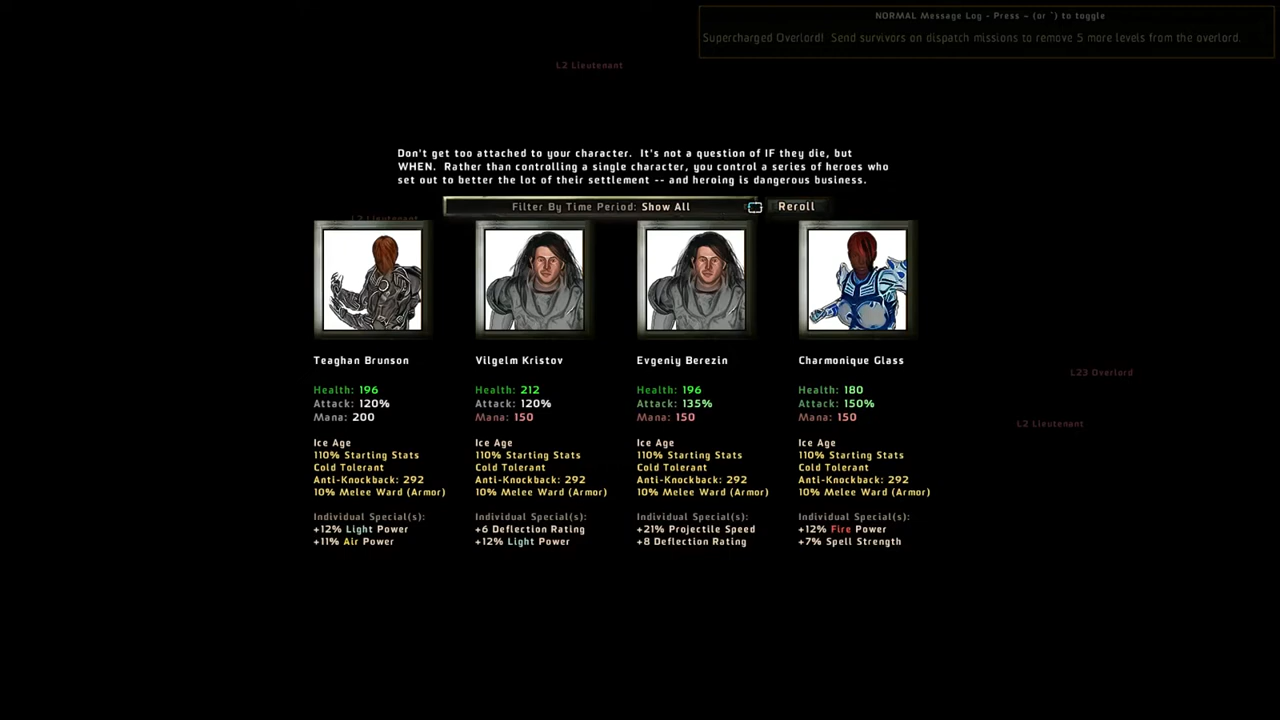 NORMAL Message Log - Press ~ (or `) to toggle
Supercharged Overlord!  Send survivors on dispatch missions to remove 5 more levels from the overlord.
L2 Lieutenant
Don't get too attached to your character.  It's not a question of IF they die, but
WHEN.  Rather than controlling a single character, you control a series of heroes who
set out to better the lot of their settlement -- and heroing is dangerous business.
Filter By Time Period: Show All
Reroll
L2 Lieutenant
Teaghan Brunson
Health: 196
Attack: 120%
Mana: 200
Ice Age
110% Starting Stats
Cold Tolerant
Anti-Knockback: 292
10% Melee Ward (Armor)
Individual Special(s):
+12% Light Power
+11% Air Power
Vilgelm Kristov
Health: 212
Attack: 120%
Mana: 150
Ice Age
110% Starting Stats
Cold Tolerant
Anti-Knockback: 292
10% Melee Ward (Armor)
Individual Special(s):
+6 Deflection Rating
+12% Light Power
Evgeniy Berezin
Health: 196
Attack: 135%
Mana: 150
Ice Age
110% Starting Stats
Cold Tolerant
Anti-Knockback: 292
10% Melee Ward (Armor)
Individual Special(s):
+21% Projectile Speed
+8 Deflection Rating
Charmonique Glass
Health: 180
Attack: 150%
Mana: 150
Ice Age
110% Starting Stats
Cold Tolerant
Anti-Knockback: 292
10% Melee Ward (Armor)
Individual Special(s):
+12% Fire Power
+7% Spell Strength
L23 Overlord
L2 Lieutenant